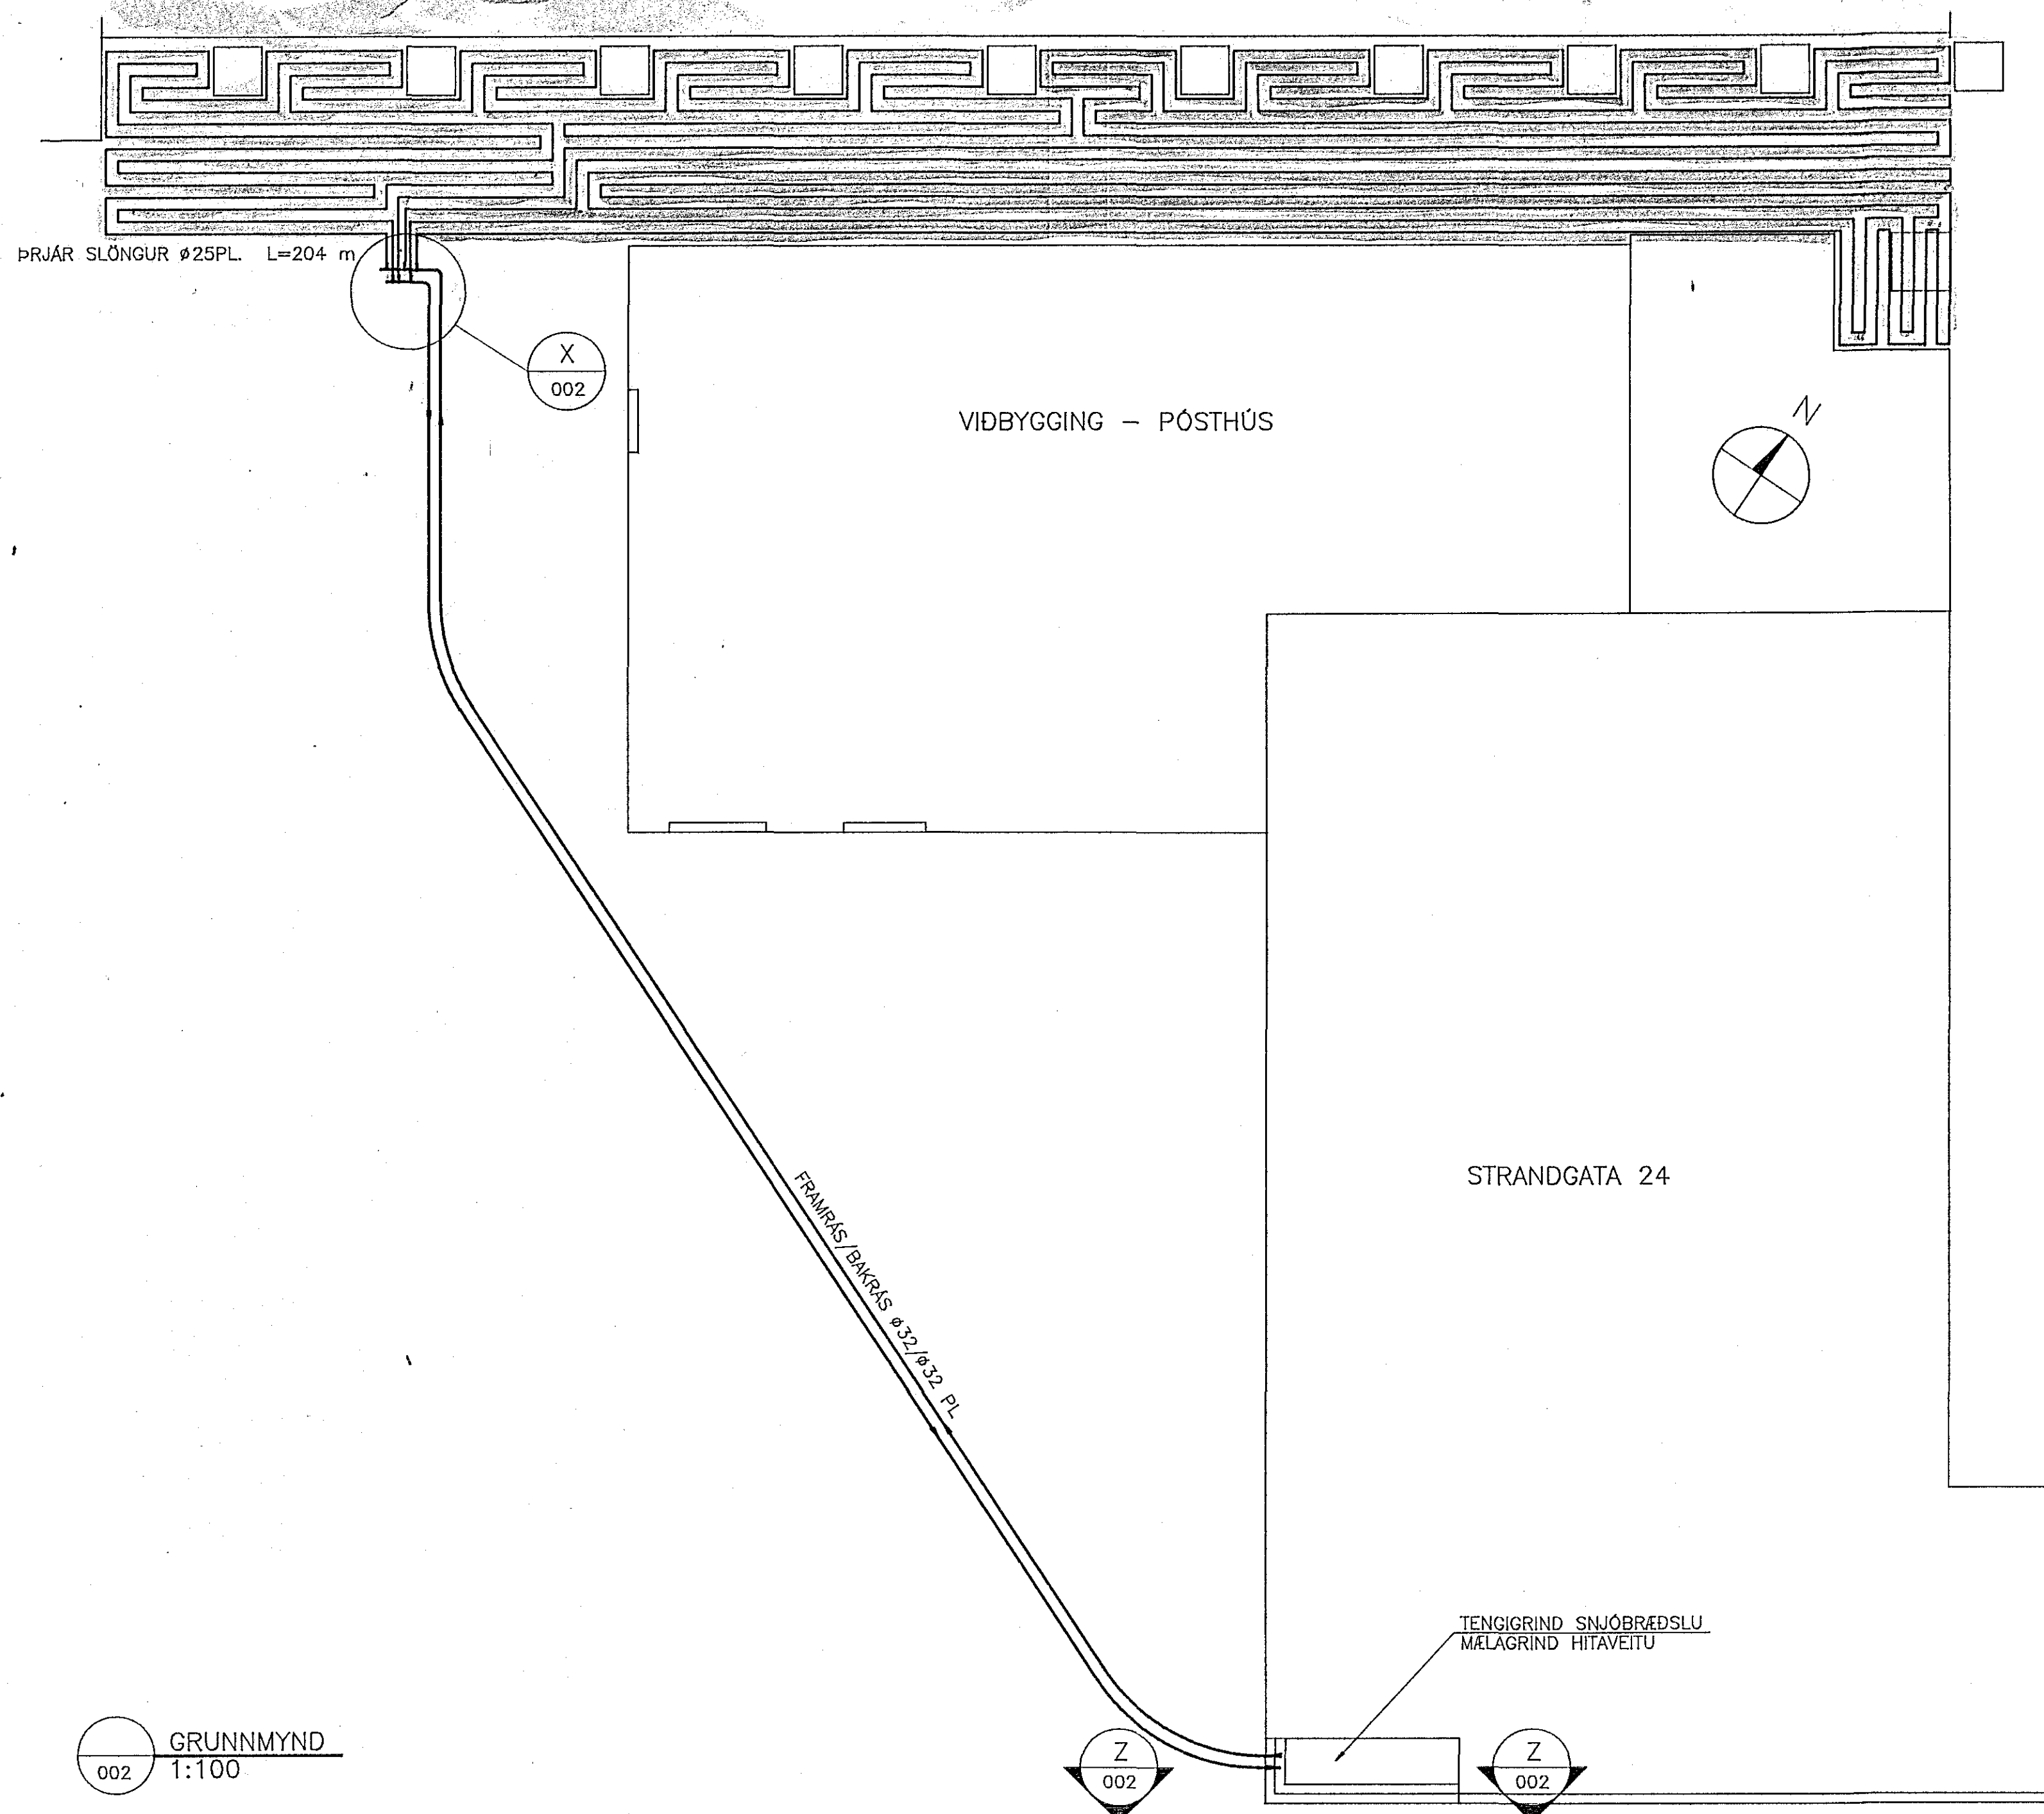 ÞRJÁR SLÖNGUR ø25PL. L=204 m
X
002
VIÐBYGGING – PÓSTHÚS
N
FRAMRÁS/BAKRÁS ø32/ø32 PL
STRANDGATA 24
TENGIGRIND SNJÓBRÆÐSLU
MÆLAGRIND HITAVEITU
GRUNNMYND
002
1:100
Z
002
Z
002